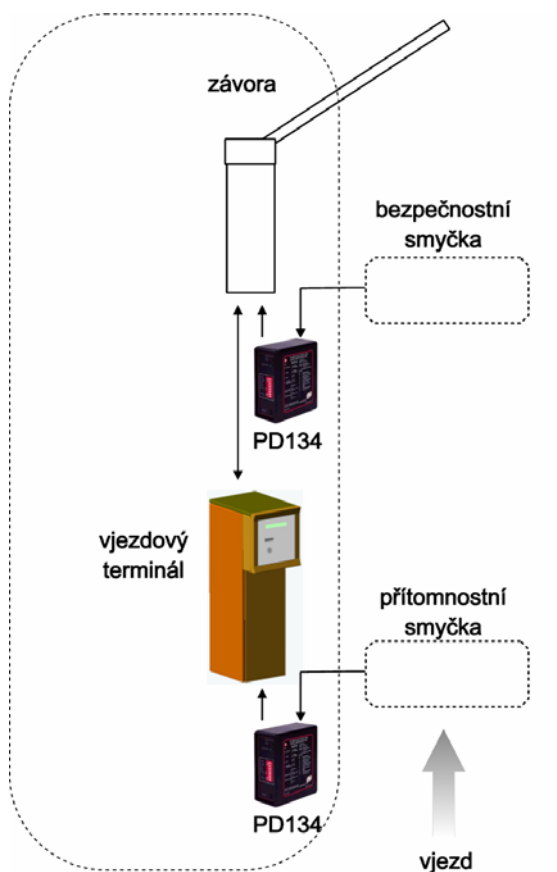 závora
bezpečnostní
smyčka
PD134
vjezdový
terminál
přítomnostní
smyčka
PD134
vjezd